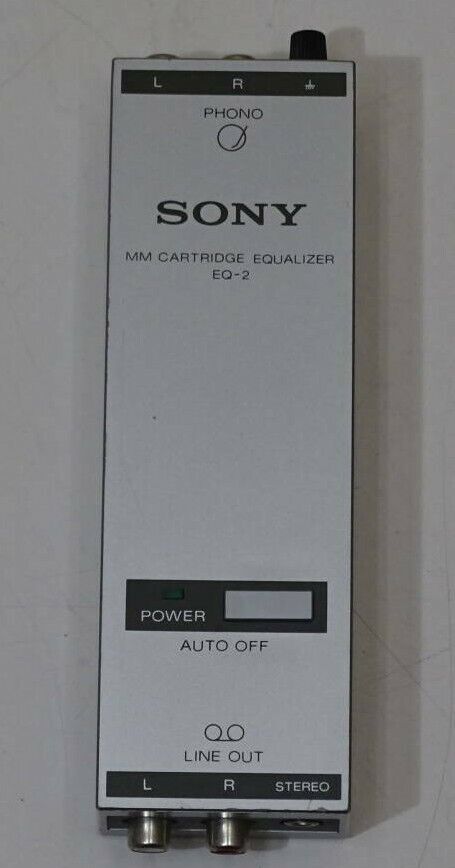 L R
PHONO
SONY
MM CARTRIDGE EQUALIZER
EQ-2
POWER
AUTO OFF
LINE OUT
L R STEREO